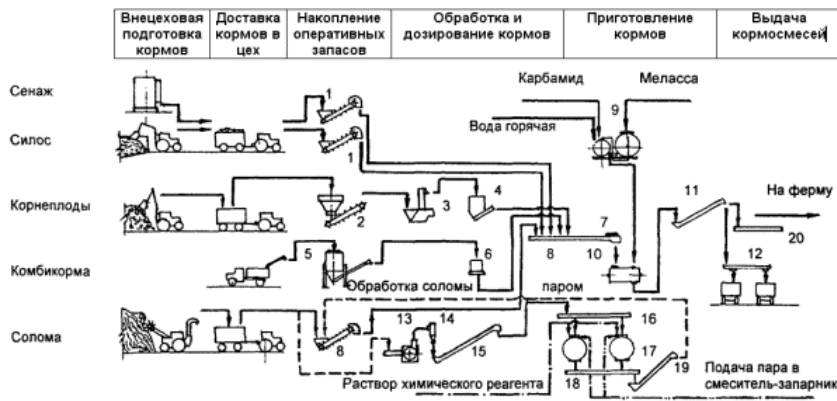 Внецеховая подготовка кормов
Доставка кормов в цех
Накопление оперативных запасов
Обработка и дозирование кормов
Приготовление кормов
Выдача кормосмесей
Карбамид
Меласса
Сенаж
1
9
Вода горячая
Силос
1
11
На ферму
Корнеплоды
2
3
4
7
8
10
20
12
Комбикорма
5
6
Обработка соломы
паром
Солома
8
13
14
15
16
17
18
19
Раствор химического реагента
Подача пара в
смеситель-запарник